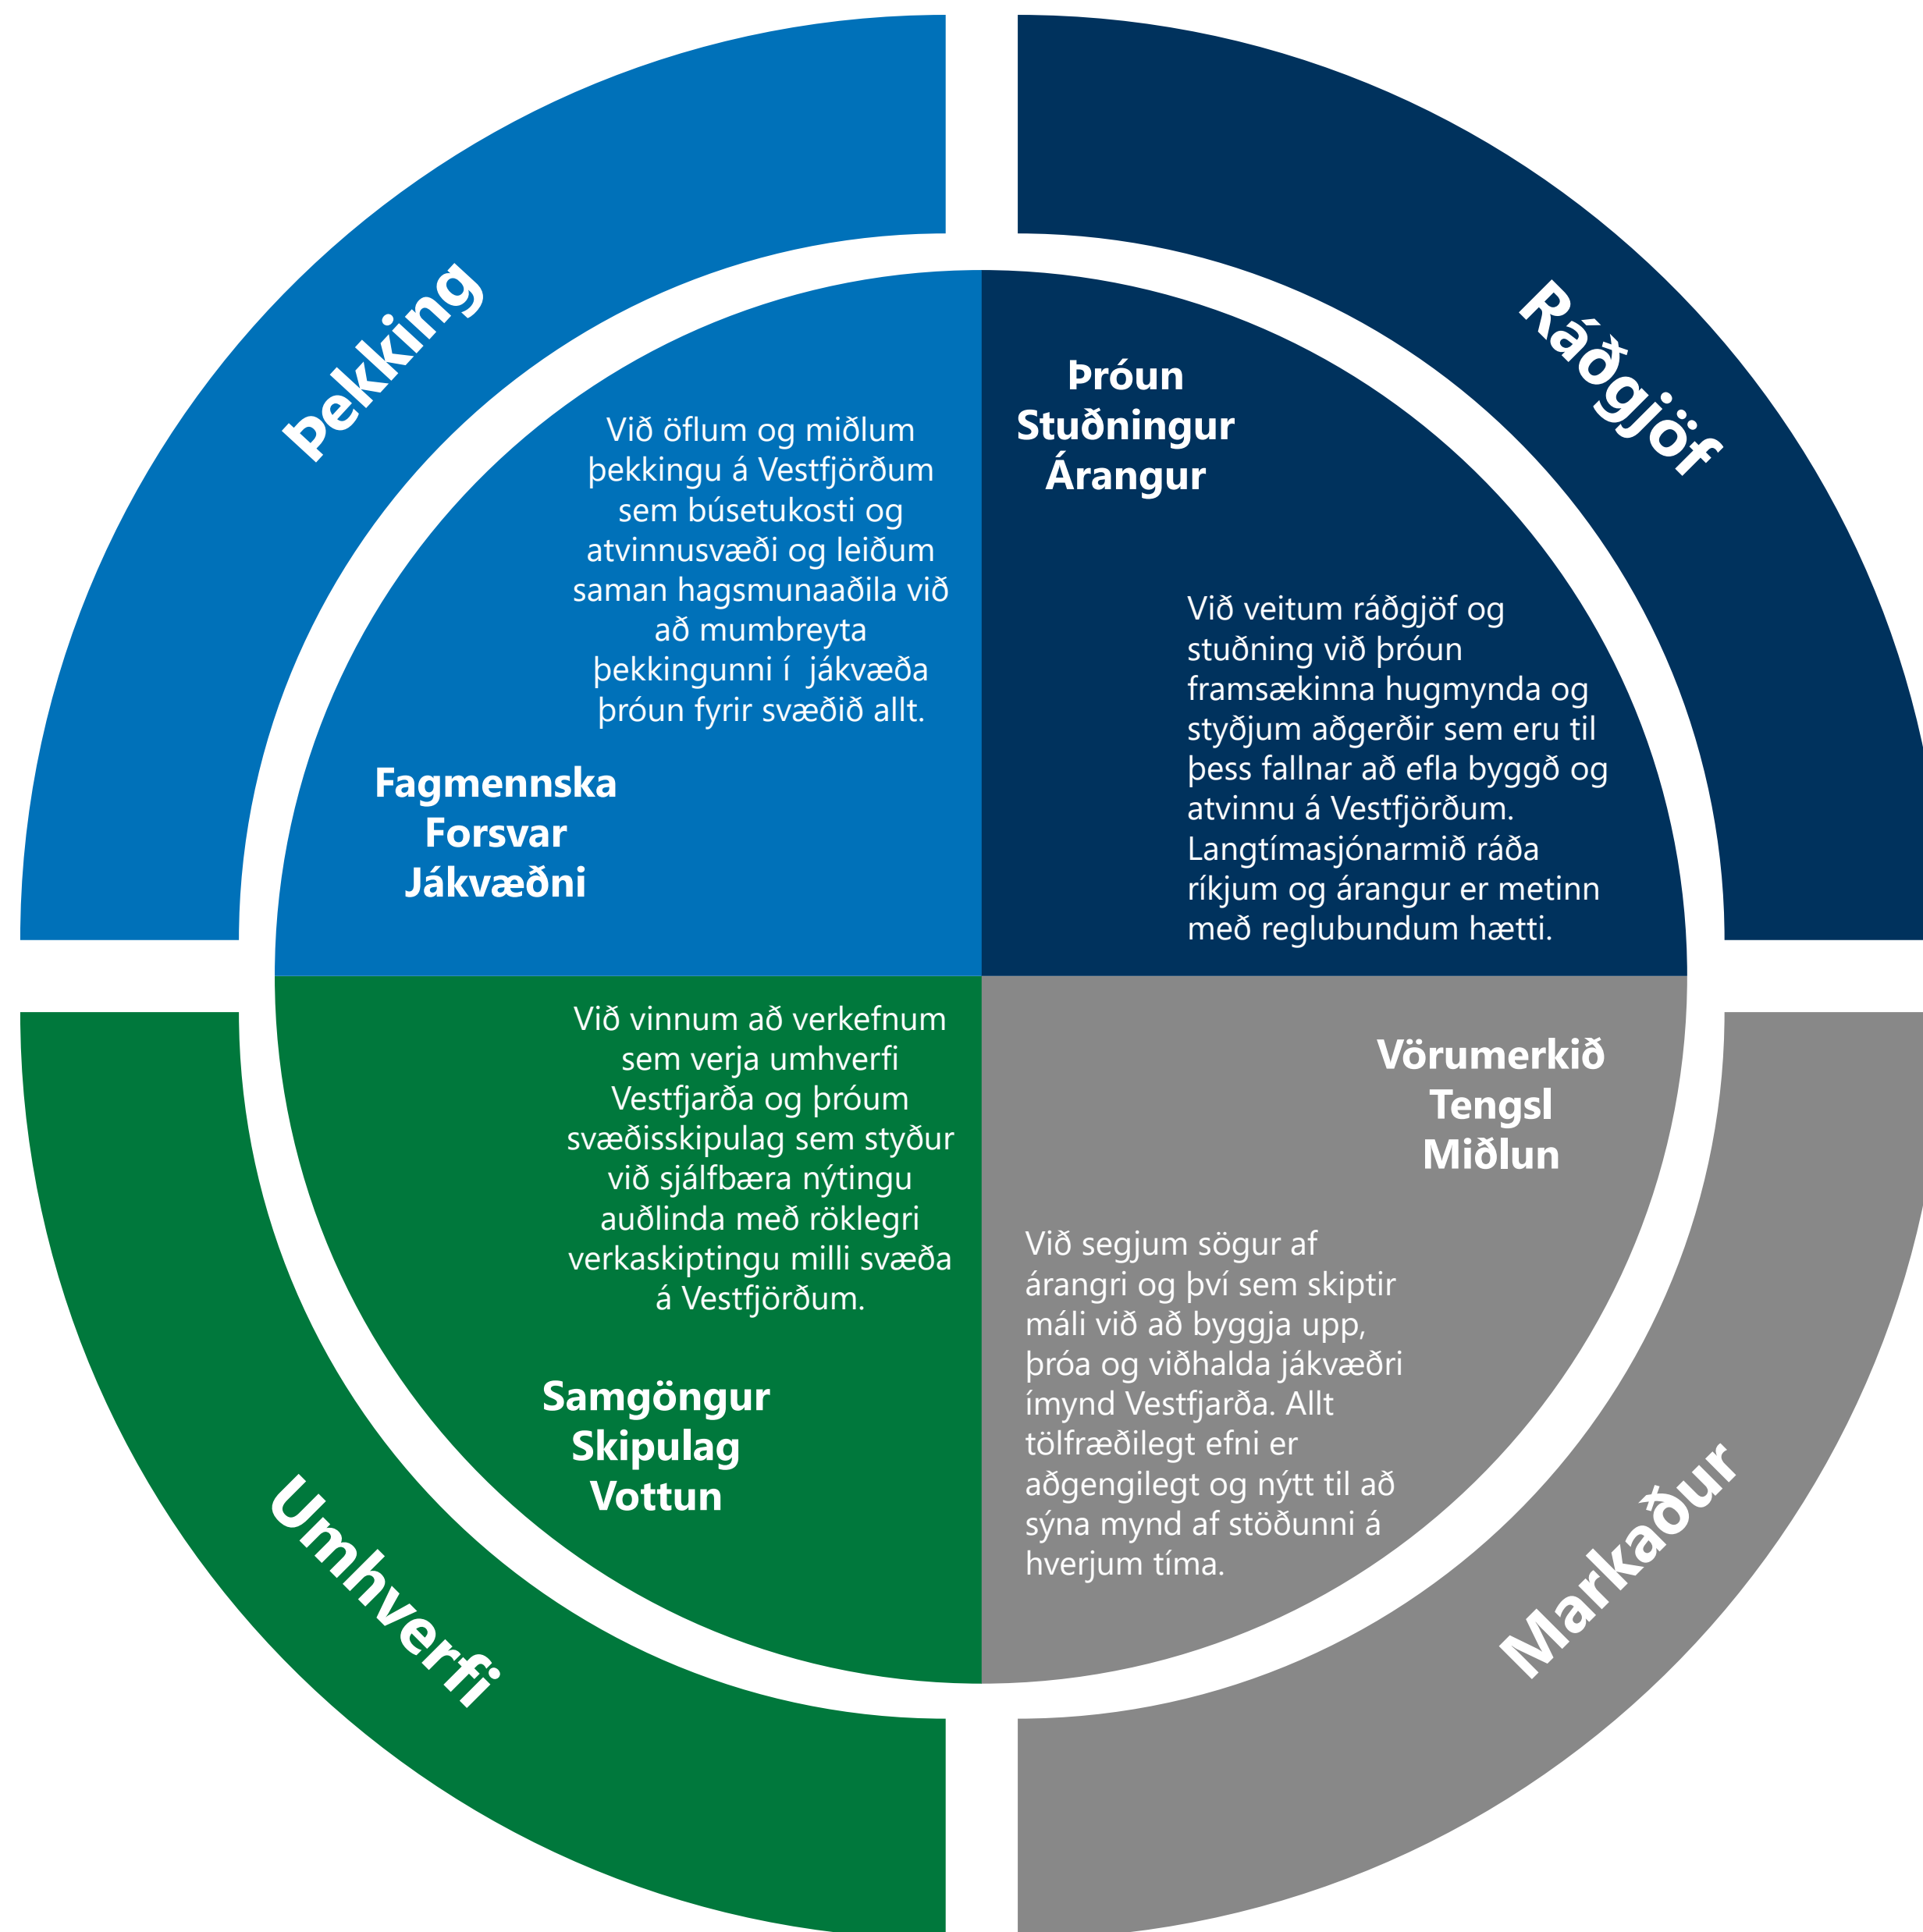 Þekking
Við öflum og miðlum
þekkingu á Vestfjörðum
sem búsetukosti og
atvinnusvæði og leiðum
saman hagsmunaaðila við
að mumbreyta
þekkingunni í  jákvæða
þróun fyrir svæðið allt.
Fagmennska
Forsvar
Jákvæðni
Ráðgjöf
Þróun
Stuðningur
Árangur
Við veitum ráðgjöf og
stuðning við þróun
framsækinna hugmynda og
styðjum aðgerðir sem eru til
þess fallnar að efla byggð og
atvinnu á Vestfjörðum.
Langtímasjónarmið ráða
ríkjum og árangur er metinn
með reglubundum hætti.
Við vinnum að verkefnum
sem verja umhverfi
Vestfjarða og þróum
svæðisskipulag sem styður
við sjálfbæra nýtingu
auðlinda með röklegri
verkaskiptingu milli svæða
á Vestfjörðum.
Samgöngur
Skipulag
Vottun
Umhverfi
Vörumerkið
Tengsl
Miðlun
Við segjum sögur af
árangri og því sem skiptir
máli við að byggja upp,
þróa og viðhalda jákvæðri
ímynd Vestfjarða. Allt
tölfræðilegt efni er
aðgengilegt og nýtt til að
sýna mynd af stöðunni á
hverjum tíma.
Markaður